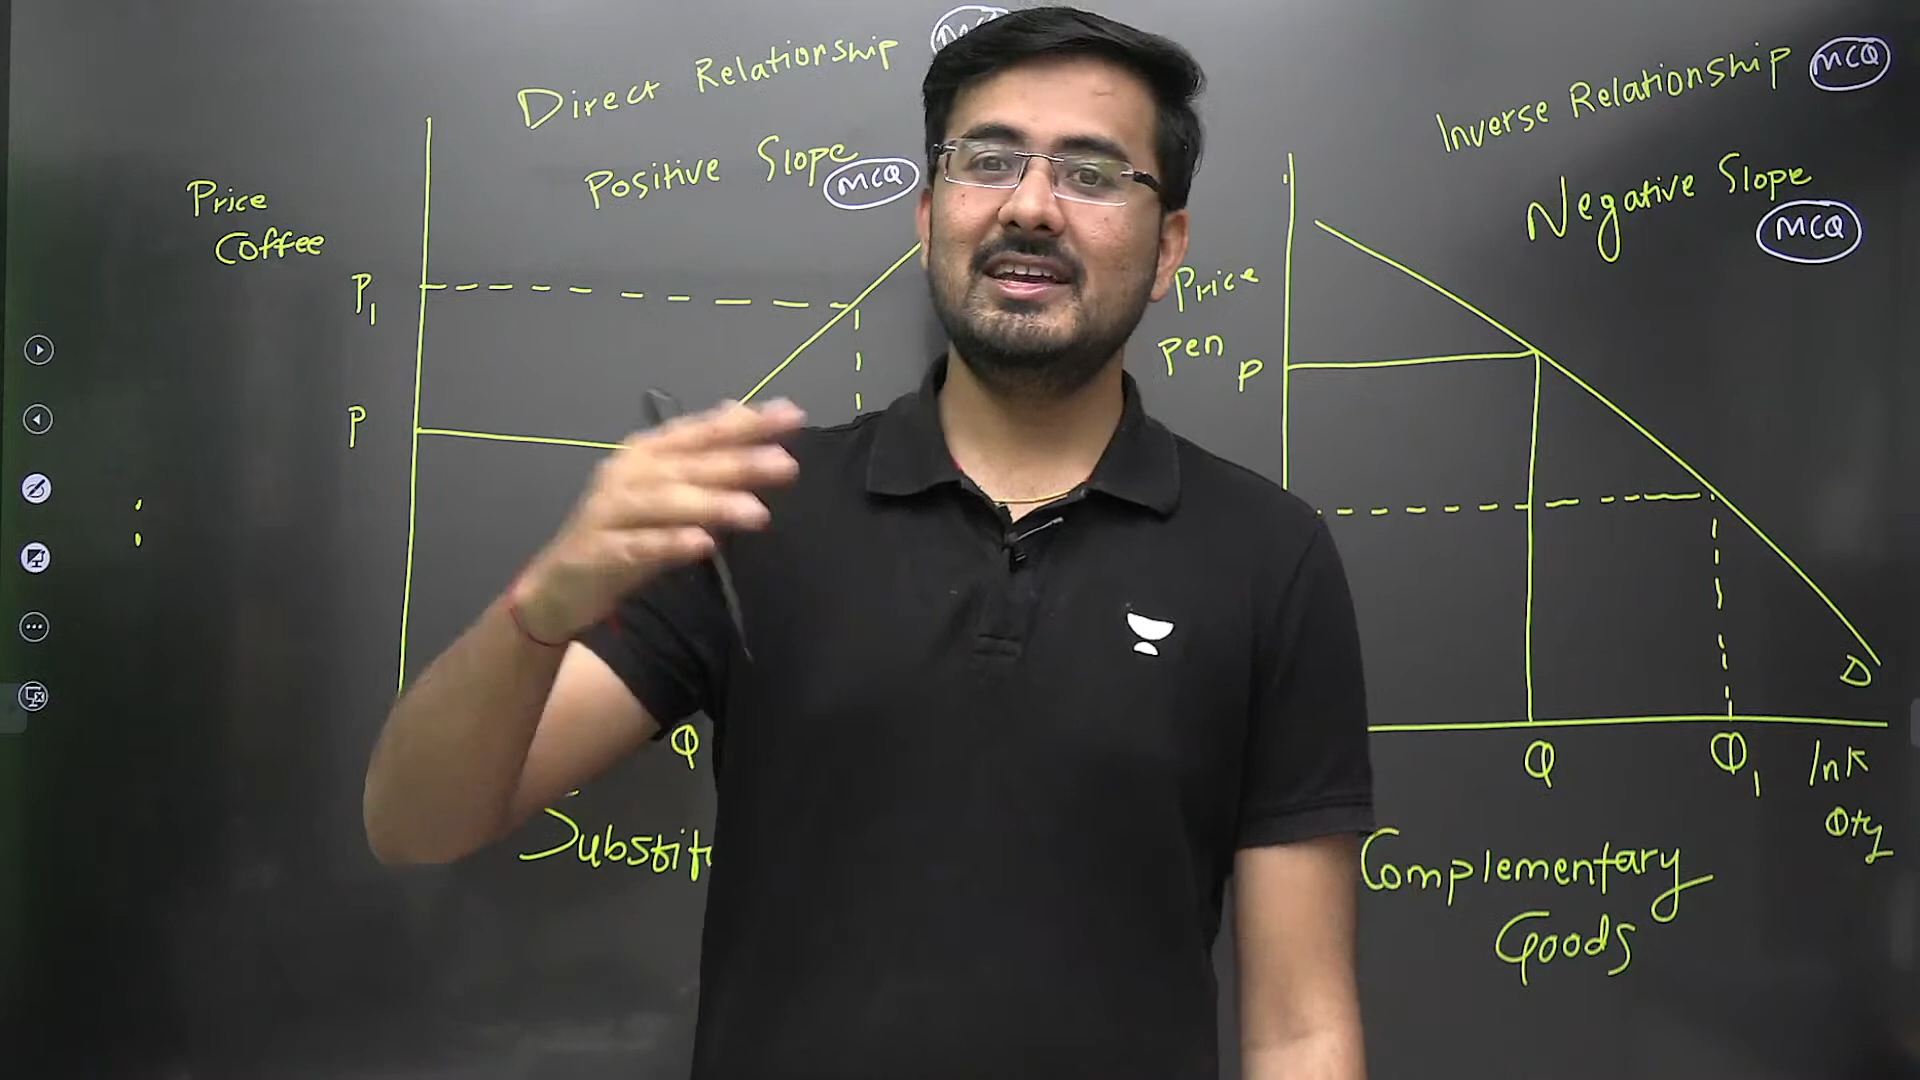 Direct Relationship
Positive Slope
MCQ
Price
Coffee
P1
P
Q
Inverse Relationship MCQ
Negative Slope
MCQ
Price
Pen
P
D
Q
Q1
Ink
Qty
Complementary
Goods